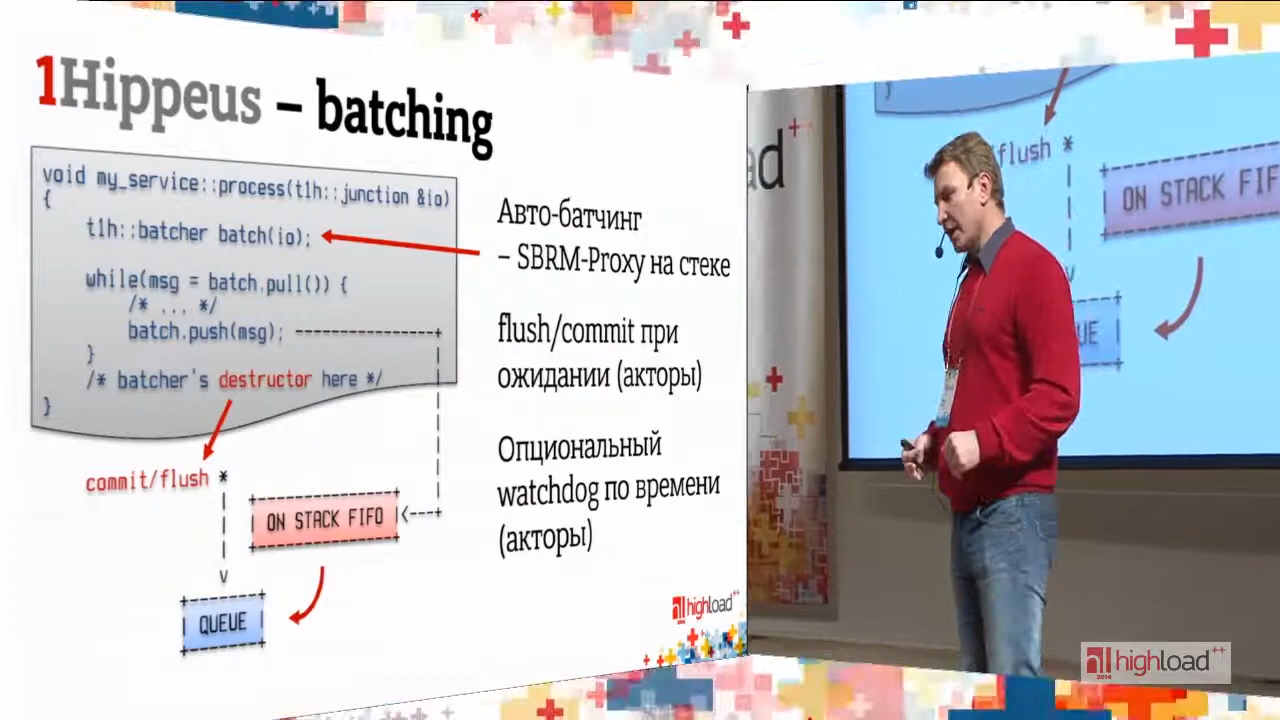 1Hippeus – batching
void my_service::process(t1h::junction &io)
{
t1h::batcher batch(io);
while(msg = batch.pull()) {
/* ... */
batch.push(msg);
}
/* batcher's destructor here */
}
commit/flush *
ON STACK FIFO
QUEUE
Авто-батчинг
– SBRM-Proxy на стеке
flush/commit при
ожидании (акторы)
Опциональный
watchdog по времени
(акторы)
highload++
oad++
flush *
ON STACK FIF
UE
highload++
2014